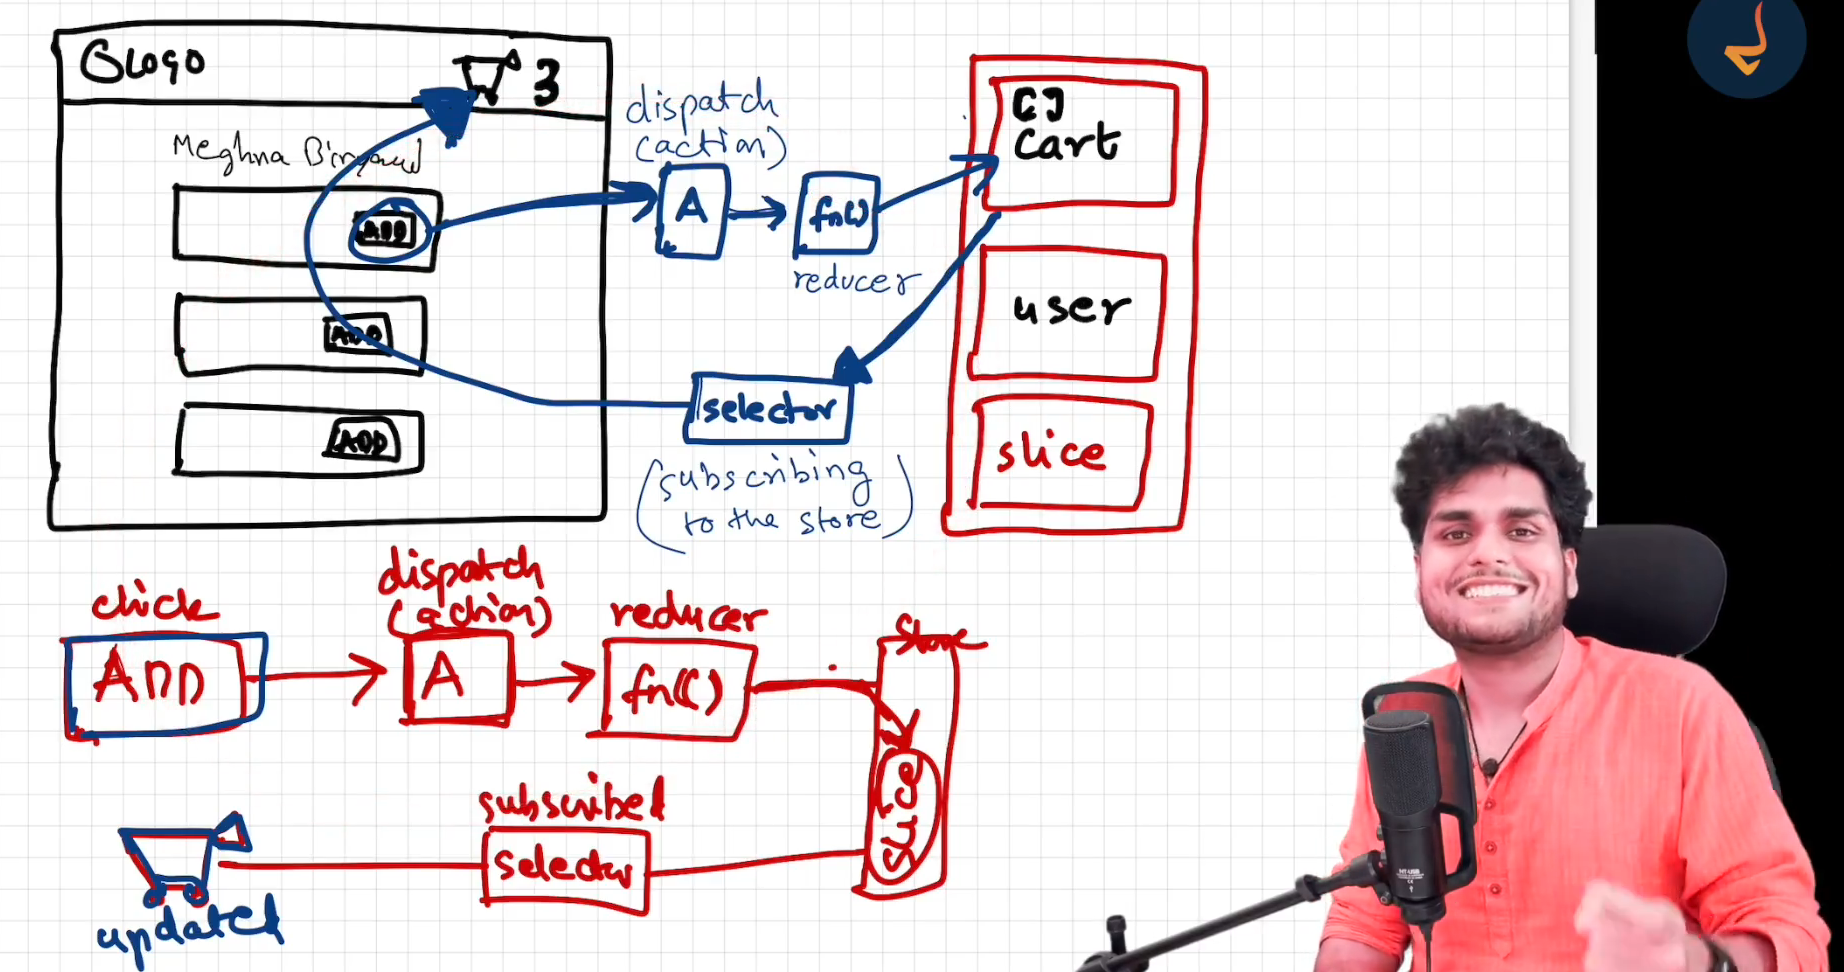 LOGO
3
Meghna Biryani
ADD
ADD
ADD
dispatch
(action)
A
fn()
reducer
selector
(subscribing
to the store)
[]
Cart
user
slice
click
ADD
dispatch
(action)
A
reducer
fn()
Store
slice
subscribed
selector
updated